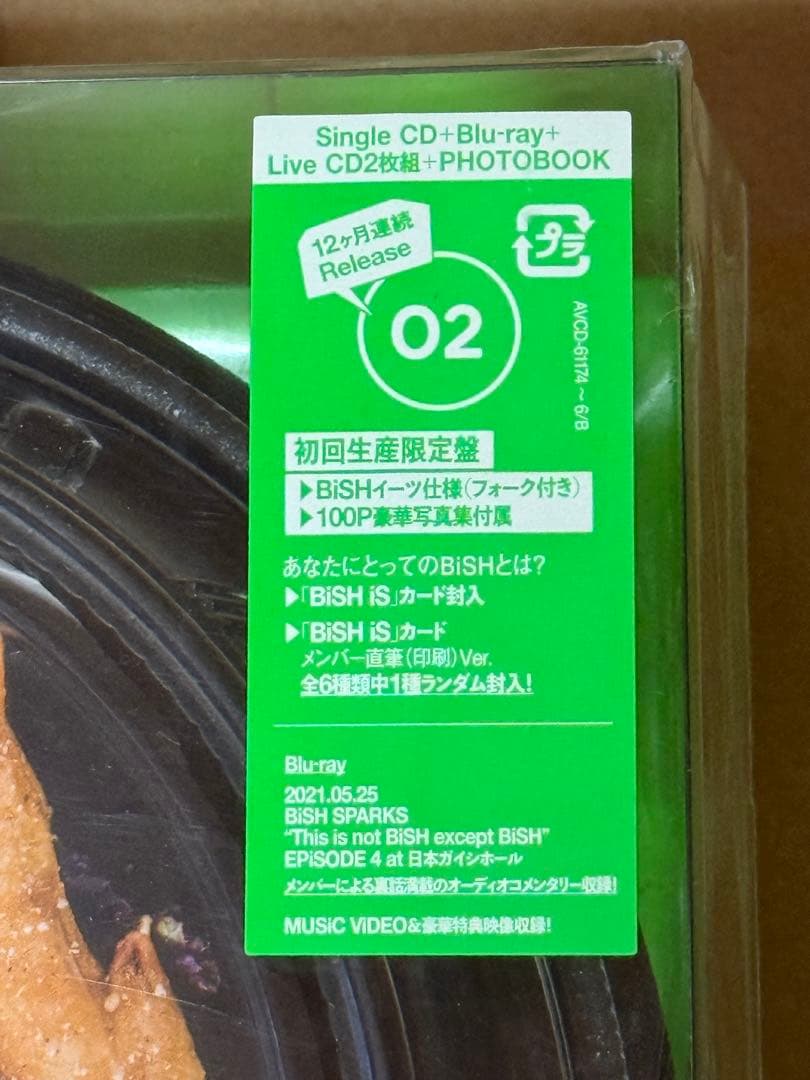 Single CD+Blu-ray+
Live CD2枚組+PHOTOBOOK
12ヶ月連続
Release
プラ
02
AVCD-61174~6/B
初回生産限定盤
▶BiSHイーツ仕様(フォーク付き)
▶100P豪華写真集付属
あなたにとってのBiSHとは?
▶「BiSH iS」カード封入
▶「BiSH iS」カード
メンバー直筆(印刷)Ver.
全6種類中1種ランダム封入!
Blu-ray
2021.05.25
BiSH SPARKS
“This is not BiSH except BiSH”
EPiSODE 4 at 日本ガイシホール
メンバーによる裏話満載のオーディオコメンタリー収録!
MUSiC ViDEO&豪華特典映像収録!